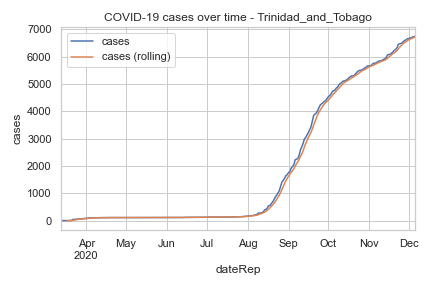 COVID-19 cases over time - Trinidad_and_Tobago
cases
cases (rolling)
cases
7000
6000
5000
4000
3000
2000
1000
0
Apr May Jun Jul Aug Sep Oct Nov Dec
2020
dateRep